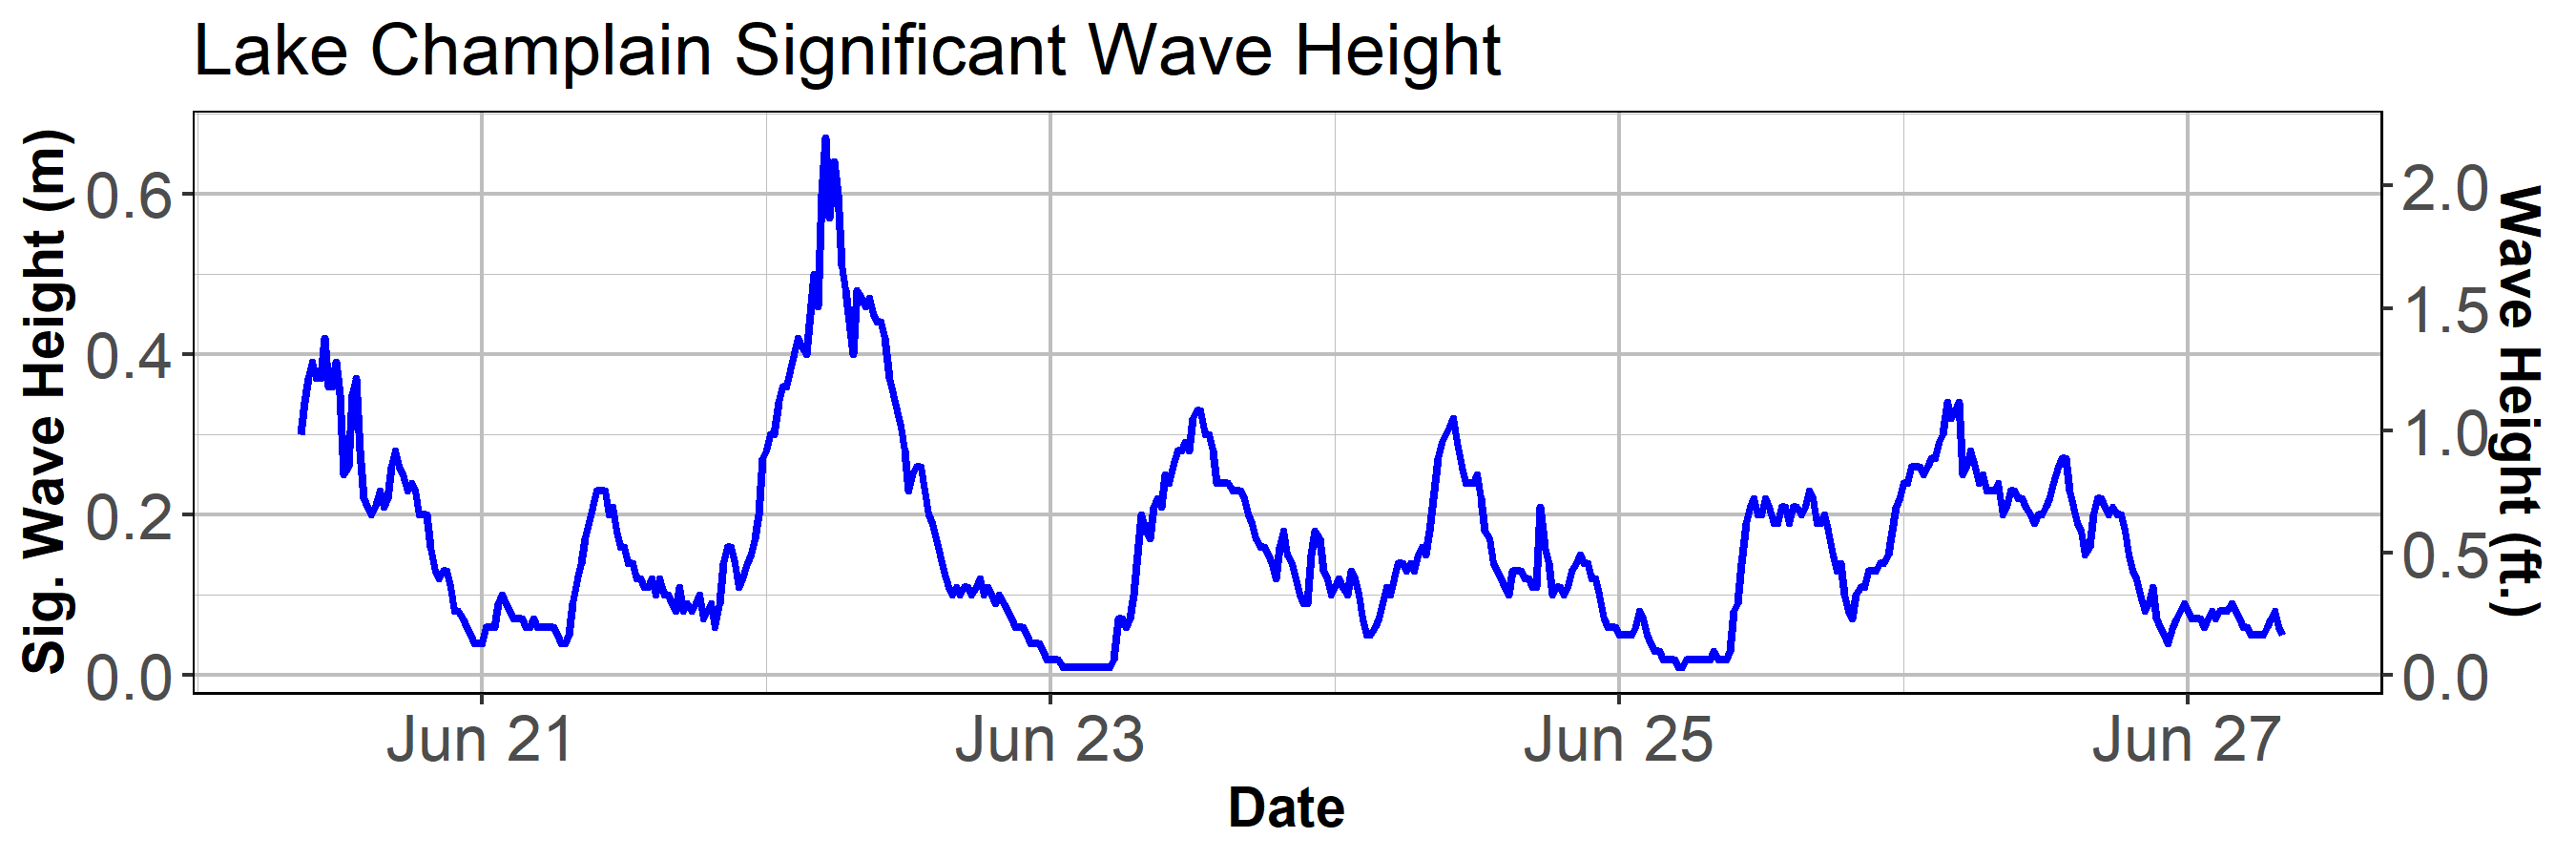 Lake Champlain Significant Wave Height
Sig. Wave Height (m)
0.6
0.4
0.2
0.0
2.0
1.5
1.0
0.5
0.0
Wave Height (ft.)
Jun 21
Jun 23
Jun 25
Jun 27
Date